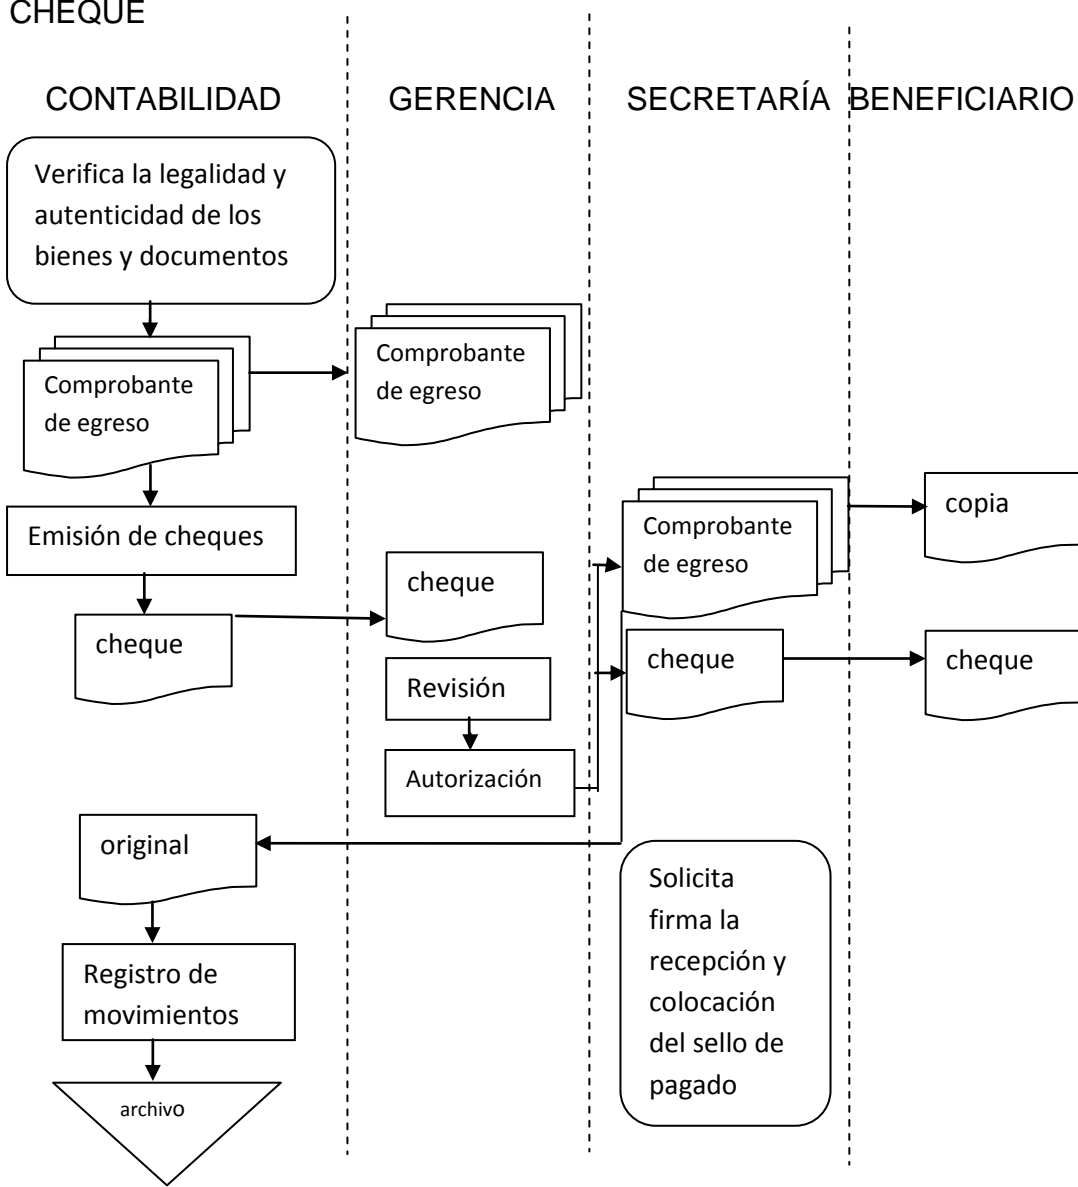 CHEQUE
CONTABILIDAD
GERENCIA
SECRETARÍA
BENEFICIARIO
Verifica la legalidad y
autenticidad de los
bienes y documentos
Comprobante
de egreso
Emisión de cheques
cheque
Comprobante
de egreso
cheque
Revisión
Autorización
Comprobante
de egreso
cheque
copia
cheque
original
Registro de
movimientos
archivo
Solicita
firma la
recepción y
colocación
del sello de
pagado